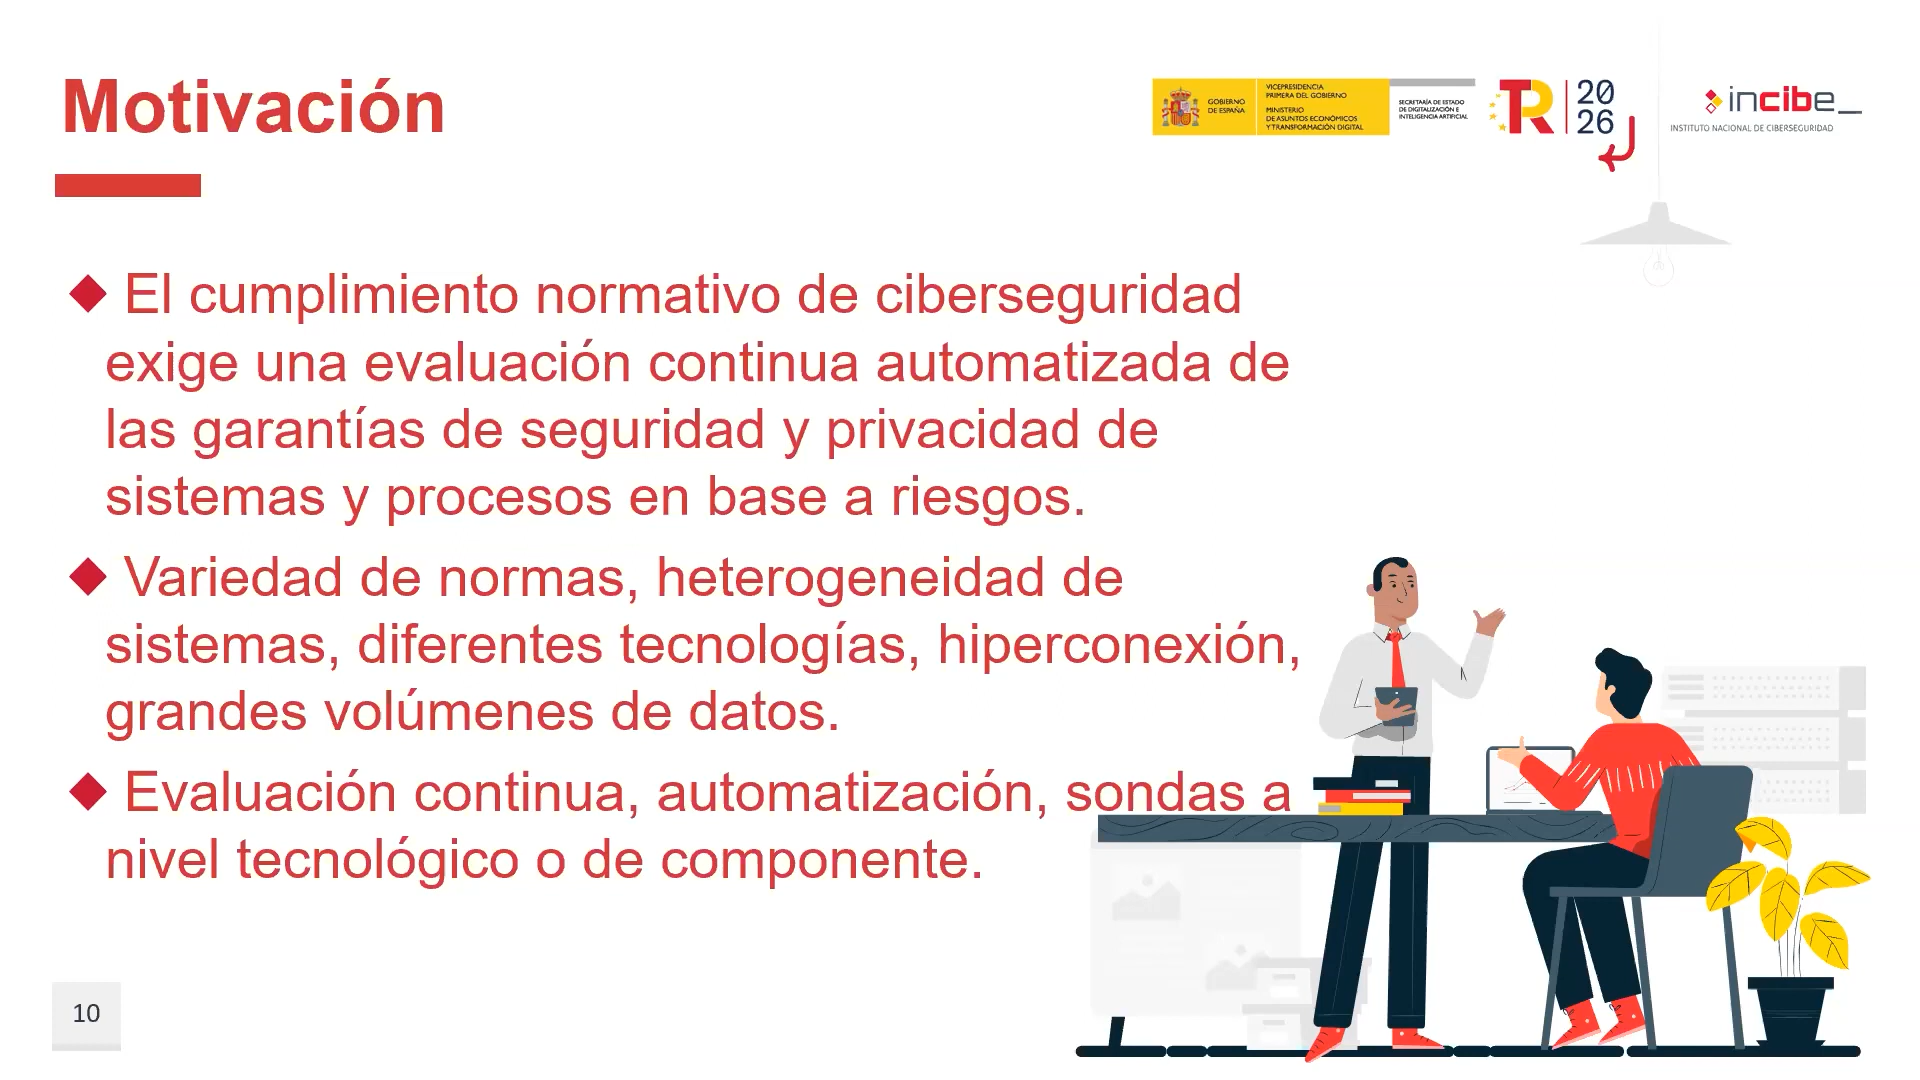 Motivación
GOBIERNO
DE ESPAÑA
VICEPRESIDENCIA
PRIMERA DEL GOBIERNO
MINISTERIO
DE ASUNTOS ECONÓMICOS
Y TRANSFORMACIÓN DIGITAL
SECRETARÍA DE ESTADO
DE DIGITALIZACIÓN E
INTELIGENCIA ARTIFICIAL
TR
20
26
incibe_
INSTITUTO NACIONAL DE CIBERSEGURIDAD
El cumplimiento normativo de ciberseguridad
exige una evaluación continua automatizada de
las garantías de seguridad y privacidad de
sistemas y procesos en base a riesgos.
Variedad de normas, heterogeneidad de
sistemas, diferentes tecnologías, hiperconexión,
grandes volúmenes de datos.
Evaluación continua, automatización, sondas a
nivel tecnológico o de componente.
10